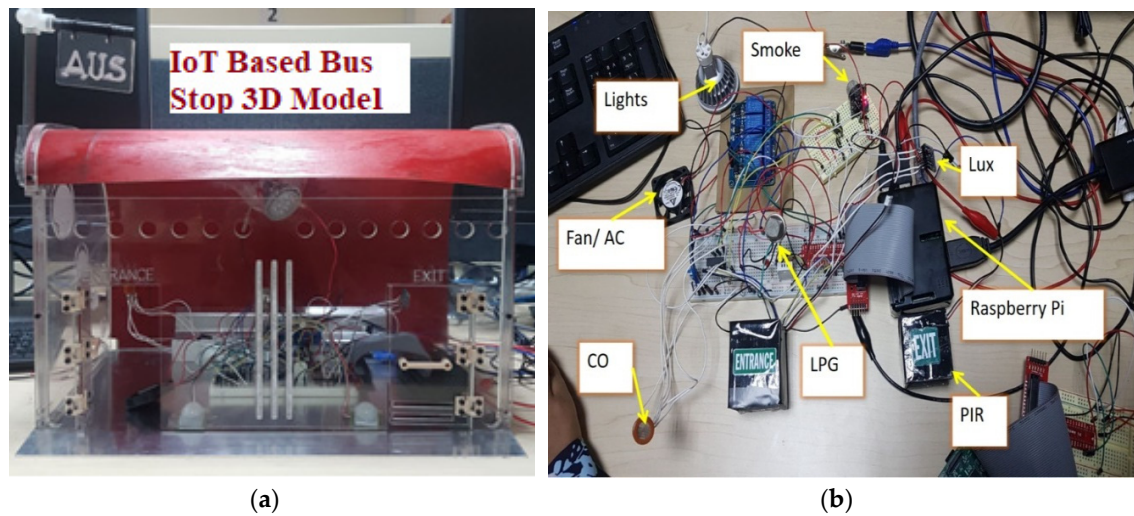 2
AUS
IoT Based Bus
Stop 3D Model
ENTRANCE
EXIT
Smoke
Lights
Lux
Fan/ AC
Raspberry Pi
ENTRANCE
EXIT
CO
LPG
PIR
(a)
(b)